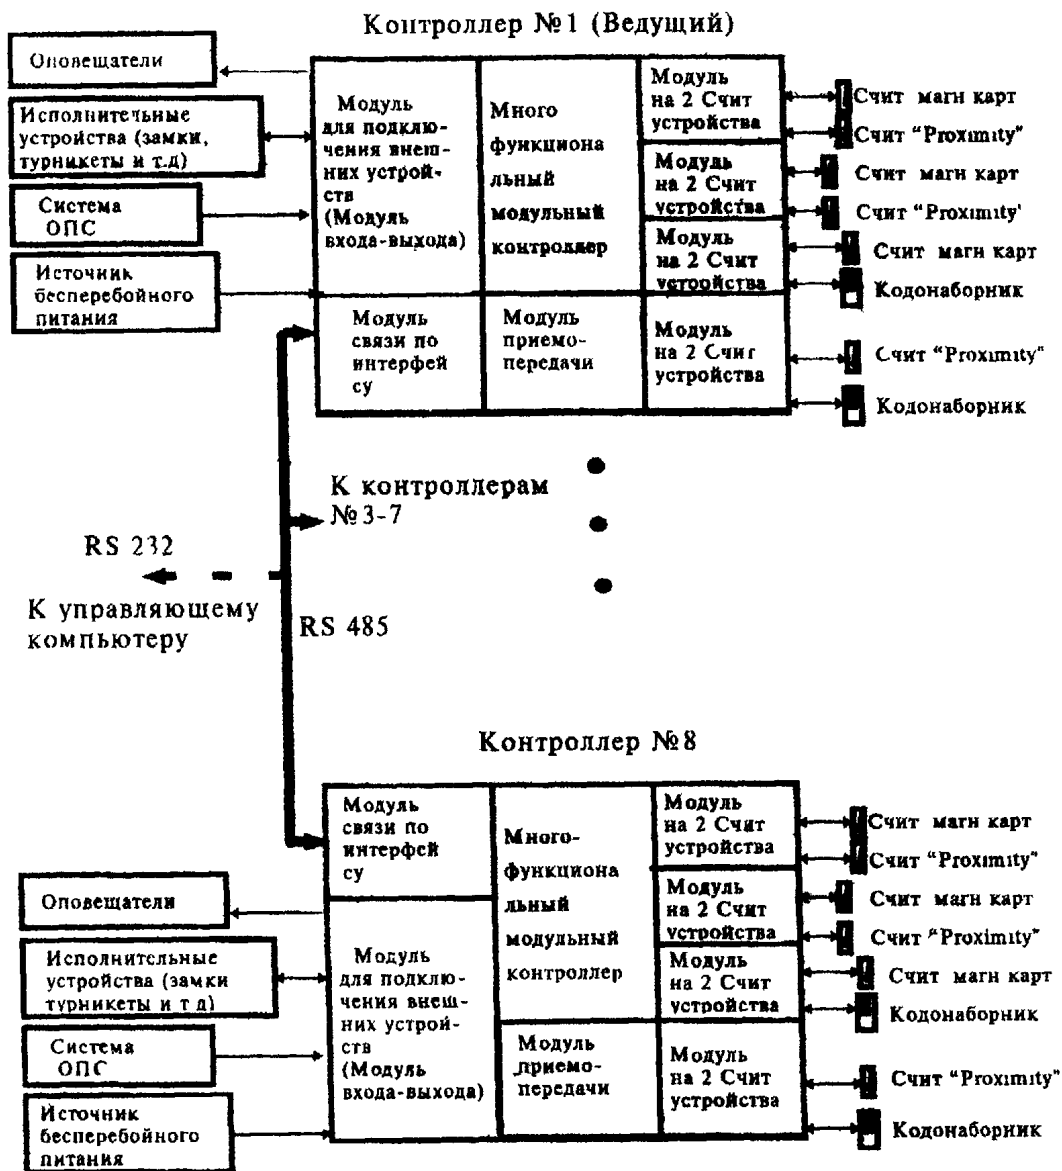 Контроллер №1 (Ведущий)
Оповещатели
Исполнительные
устройства (замки,
турникеты и т.д)
Система
ОПС
Источник
бесперебойного
питания
Модуль
для подклю-
чения внеш-
них устрой-
ств
(Модуль
входа-выхода)
Много
функциона
льный
модульный
контроллер
Модуль
на 2 Счит
устройства
Модуль
на 2 Счит
устройства
Модуль
на 2 Счит
устройства
Модуль
связи по
интерфей
су
Модуль
приемо-
передачи
Модуль
на 2 Счит
устройства
Счит магн карт
Счит "Proximity"
Счит магн карт
Счит "Proximity'
Счит магн карт
Кодонаборник
Счит "Proximity"
Кодонаборник
К контроллерам
№3-7
RS 232
К управляющему
компьютеру
RS 485
Контроллер №8
Модуль
связи по
интерфей
су
Много-
функциона
льный
модульный
контроллер
Модуль
на 2 Счит
устройства
Модуль
на 2 Счит
устройства
Модуль
на 2 Счит
устройства
Оповещатели
Исполнительные
устройства (замки
турникеты и т д)
Система
ОПС
Источник
бесперебойного
питания
Модуль
для подклю-
чения внеш-
них устрой-
ств
(Модуль
входа-выхода)
Модуль
приемо-
передачи
Модуль
на 2 Счит
устройства
Счит магн карт
Счит "Proximity"
Счит магн карт
Счит "Proximity"
Счит магн карт
Кодонаборник
Счит "Proximity"
Кодонаборник